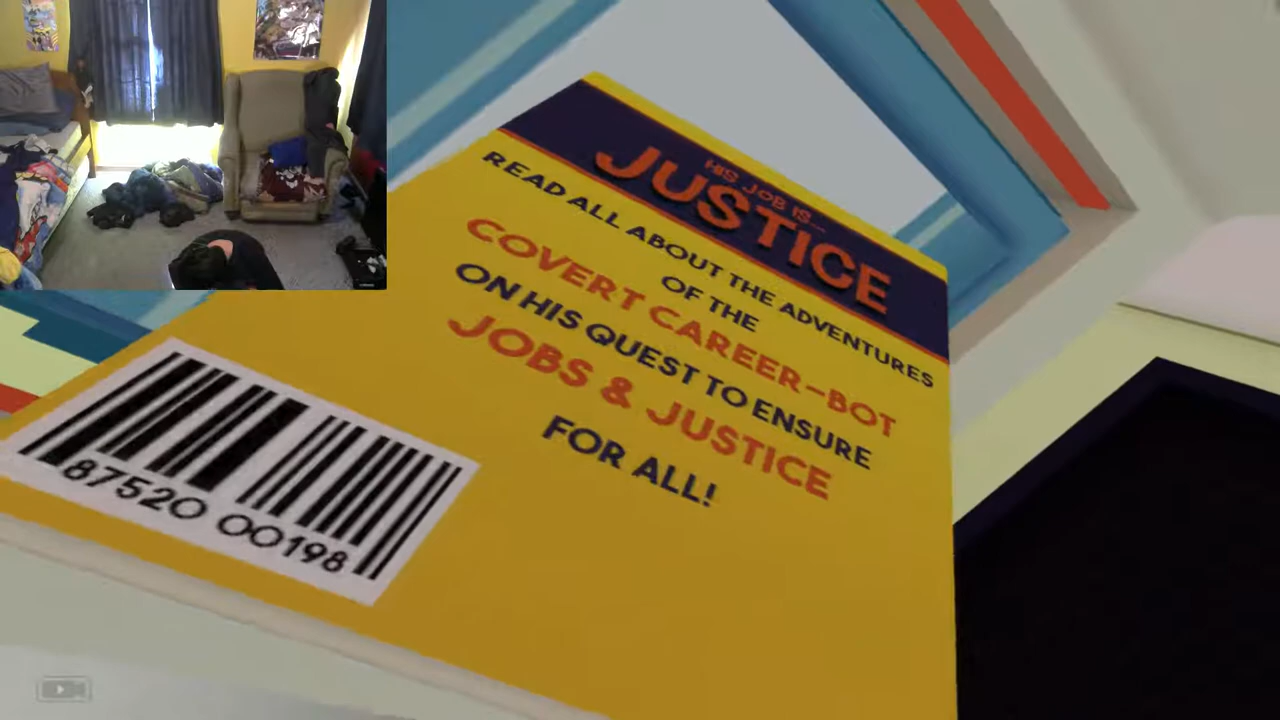 HIS JOB IS....
JUSTICE
READ ALL ABOUT THE ADVENTURES
OF THE
COVERT CAREER-BOT
ON HIS QUEST TO ENSURE
JOBS & JUSTICE
FOR ALL!
87520 00198